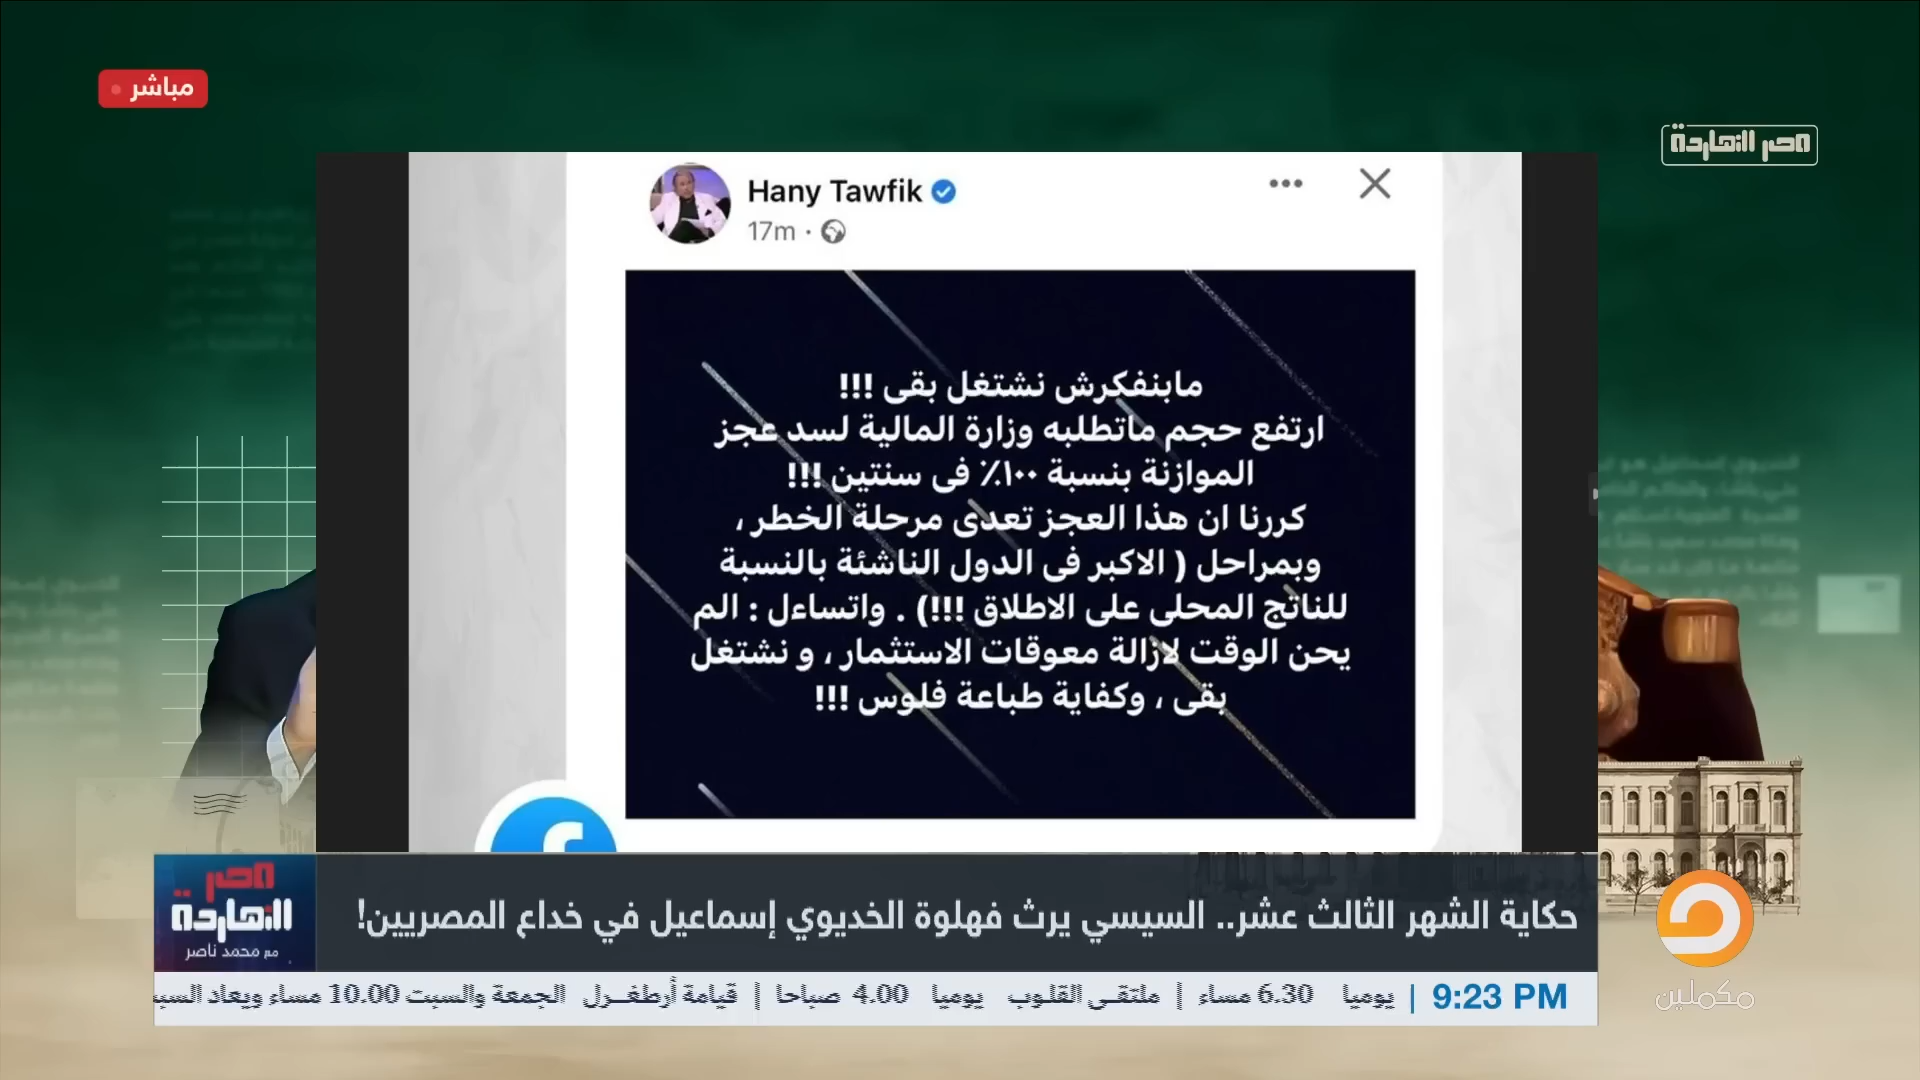 مباشر
مصر النهاردة
Hany Tawfik
17m
مابنفكرش نشتغل بقى !!!
ارتفع حجم ماتطلبه وزارة المالية لسد عجز
الموازنة بنسبة ١٠٠٪ فى سنتين !!!
كررنا ان هذا العجز تعدى مرحلة الخطر ،
وبمراحل ( الاكبر فى الدول الناشئة بالنسبة
للناتج المحلى على الاطلاق !!!) . واتساءل : الم
يحن الوقت لازالة معوقات الاستثمار ، و نشتغل
بقى ، وكفاية طباعة فلوس !!!
حكاية الشهر الثالث عشر.. السيسي يرث فهلوة الخديوي إسماعيل في خداع المصريين!
مصر
النهاردة
مع محمد ناصر
9:23 PM | يوميا 6.30 مساء | ملتقى القلوب يوميا 4.00 صباحا | قيامة أرطغرل الجمعة والسبت 10.00 مساء ويعاد
مكملين